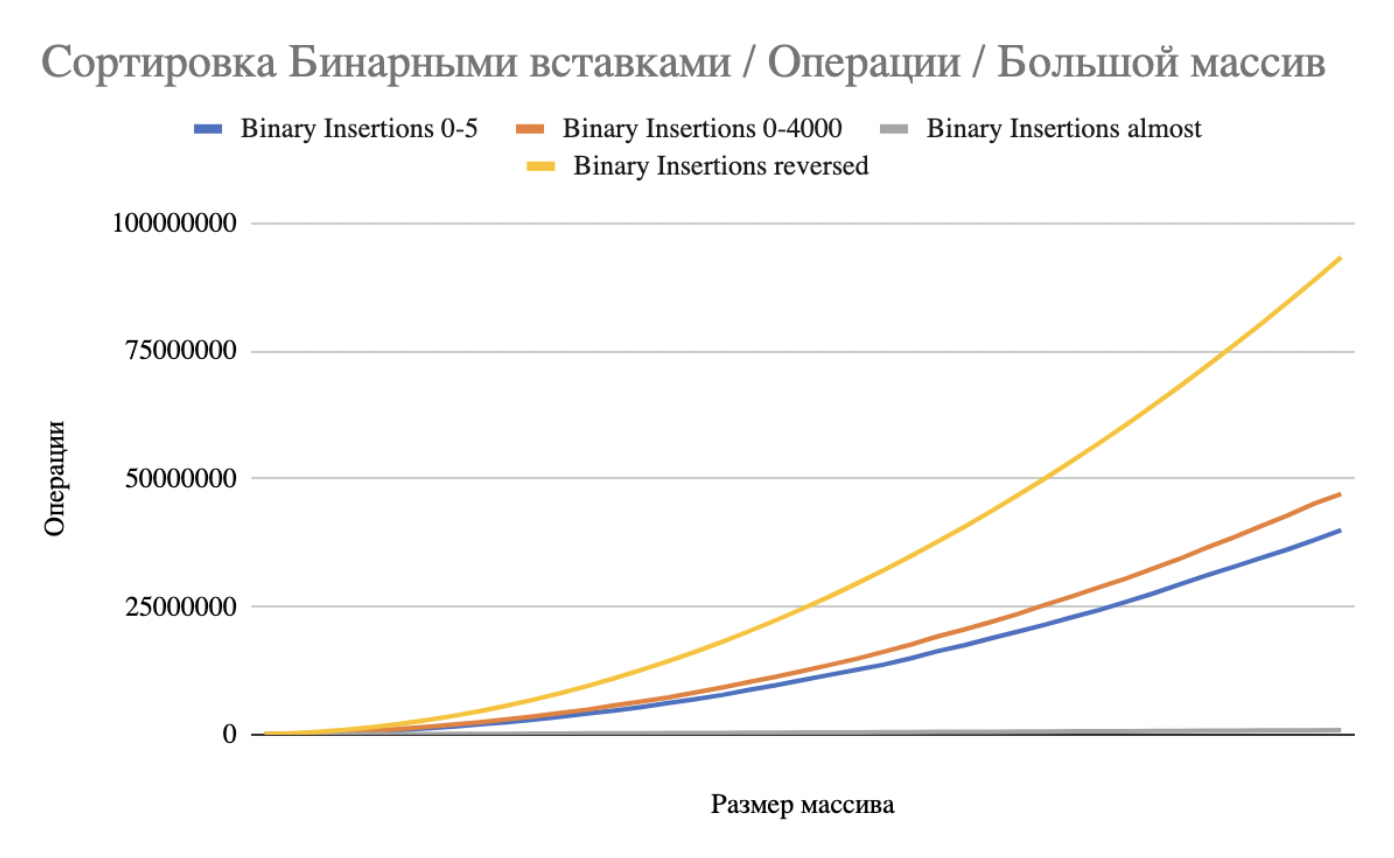 Сортировка Бинарными вставками / Операции / Большой массив
Binary Insertions 0-5 Binary Insertions 0-4000 Binary Insertions almost
Binary Insertions reversed
100000000
75000000
50000000
25000000
0
Операции
Размер массива